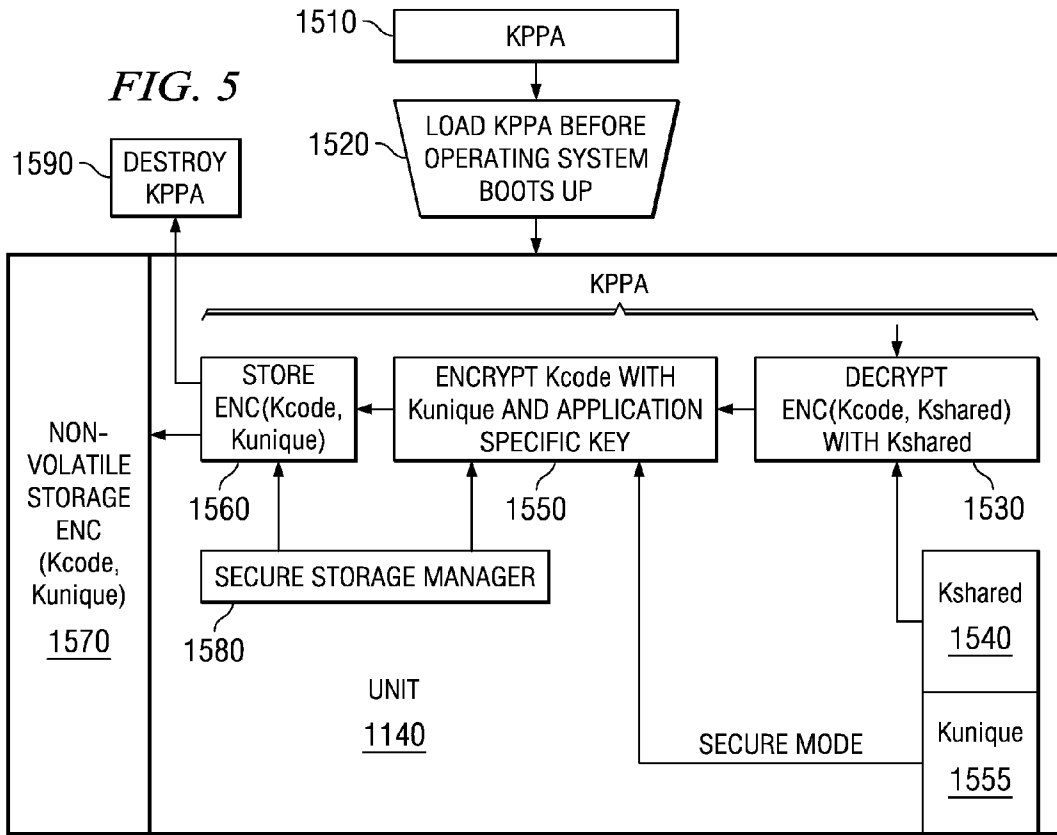 1510
KPPA
FIG. 5
1520
LOAD KPPA BEFORE
OPERATING SYSTEM
BOOTS UP
1590
DESTROY
KPPA
KPPA
STORE
ENC(Kcode,
Kunique)
1560
ENCRYPT Kcode WITH
Kunique AND APPLICATION
SPECIFIC KEY
1550
DECRYPT
ENC(Kcode, Kshared)
WITH Kshared
1530
NON-
VOLATILE
STORAGE
ENC
(Kcode,
Kunique)
1570
SECURE STORAGE MANAGER
1580
Kshared
1540
UNIT
1140
SECURE MODE
Kunique
1555